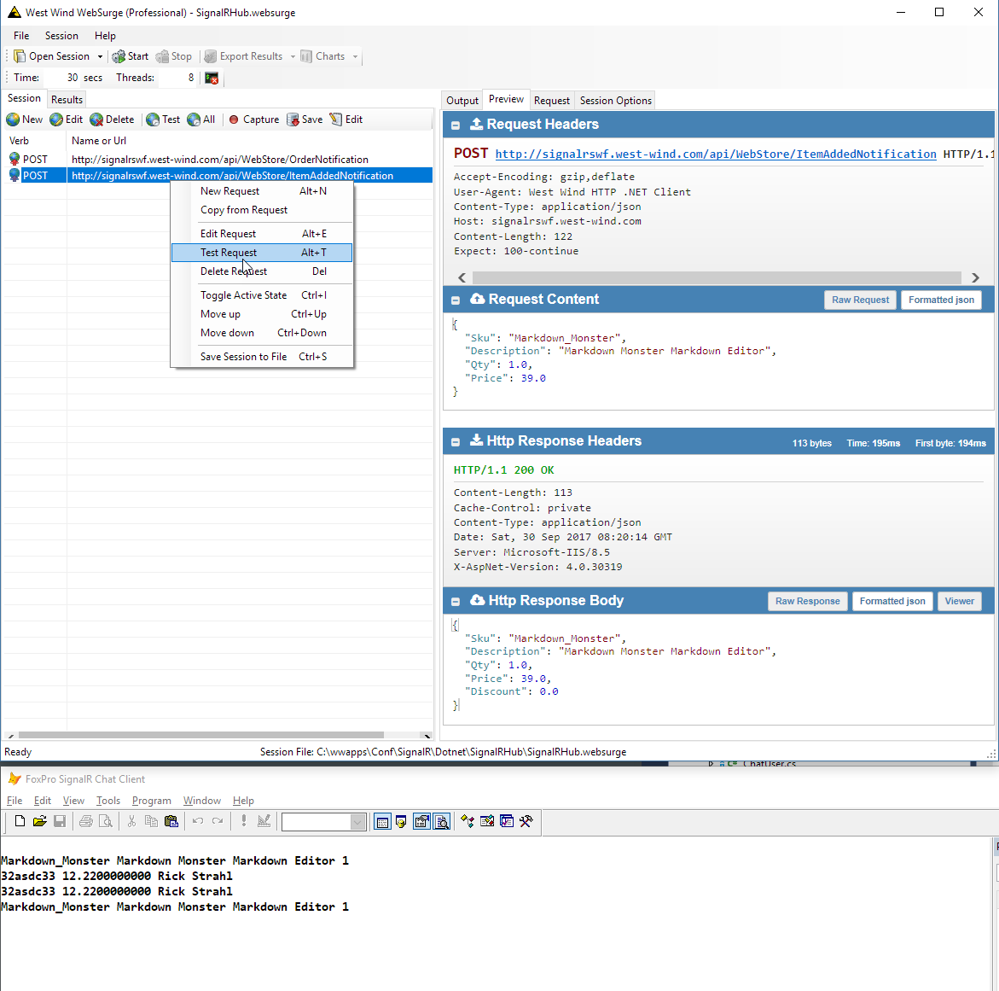 West Wind WebSurge (Professional) - SignalRHub.websurge
File Session Help
Open Session Start Stop Export Results Charts
Time: 30 secs Threads: 8
Session Results
New Edit Delete Test All Capture Save Edit
Verb Name or Url
POST http://signalrswf.west-wind.com/api/WebStore/OrderNotification
POST http://signalrswf.west-wind.com/api/WebStore/ItemAddedNotification
New Request Alt+N
Copy from Request
Edit Request Alt+E
Test Request Alt+T
Delete Request Del
Toggle Active State Ctrl+I
Move up Ctrl+Up
Move down Ctrl+Down
Save Session to File Ctrl+S
Output Preview Request Session Options
Request Headers
POST http://signalrswf.west-wind.com/api/WebStore/ItemAddedNotification HTTP/1.1
Accept-Encoding: gzip,deflate
User-Agent: West Wind HTTP .NET Client
Content-Type: application/json
Host: signalrswf.west-wind.com
Content-Length: 122
Expect: 100-continue
Request Content Raw Request Formatted json
{
"Sku": "Markdown_Monster",
"Description": "Markdown Monster Markdown Editor",
"Qty": 1.0,
"Price": 39.0
}
Http Response Headers 113 bytes Time: 195ms First byte: 194ms
HTTP/1.1 200 OK
Content-Length: 113
Cache-Control: private
Content-Type: application/json
Date: Sat, 30 Sep 2017 08:20:14 GMT
Server: Microsoft-IIS/8.5
X-AspNet-Version: 4.0.30319
Http Response Body Raw Response Formatted json Viewer
{
"Sku": "Markdown_Monster",
"Description": "Markdown Monster Markdown Editor",
"Qty": 1.0,
"Price": 39.0,
"Discount": 0.0
}
Ready Session File: C:\wwapps\Conf\SignalR\Dotnet\SignalRHub\SignalRHub.websurge
C# ChatUser.cs
FoxPro SignalR Chat Client
File Edit View Tools Program Window Help
Markdown_Monster Markdown Monster Markdown Editor 1
32asdc33 12.2200000000 Rick Strahl
32asdc33 12.2200000000 Rick Strahl
Markdown_Monster Markdown Monster Markdown Editor 1